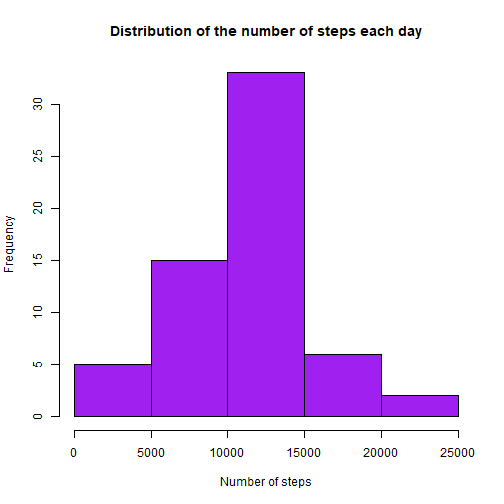 Distribution of the number of steps each day
Frequency
30
25
20
15
10
5
0
0 5000 10000 15000 20000 25000
Number of steps